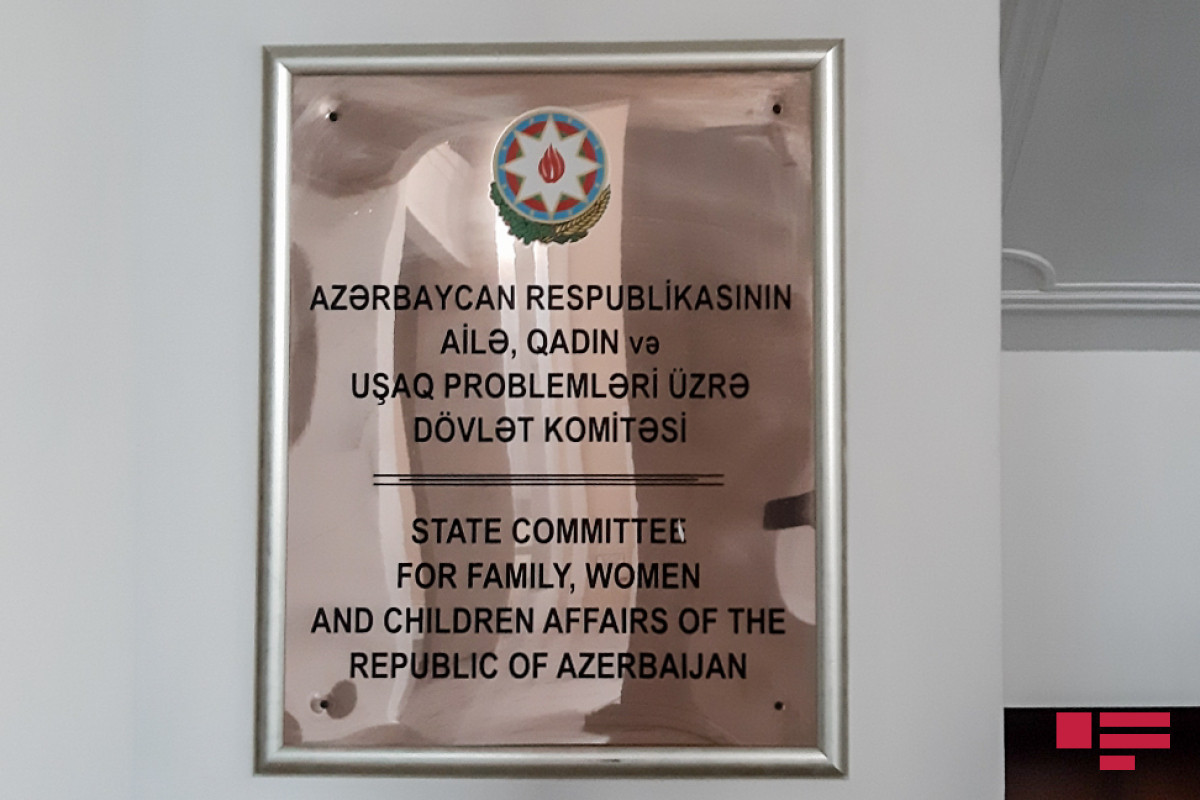 AZƏRBAYCAN RESPUBLİKASININ
AİLƏ, QADIN və
UŞAQ PROBLEMLƏRİ ÜZRƏ
DÖVLƏT KOMİTƏSİ
STATE COMMITTEE
FOR FAMILY, WOMEN
AND CHILDREN AFFAIRS OF THE
REPUBLIC OF AZERBAIJAN